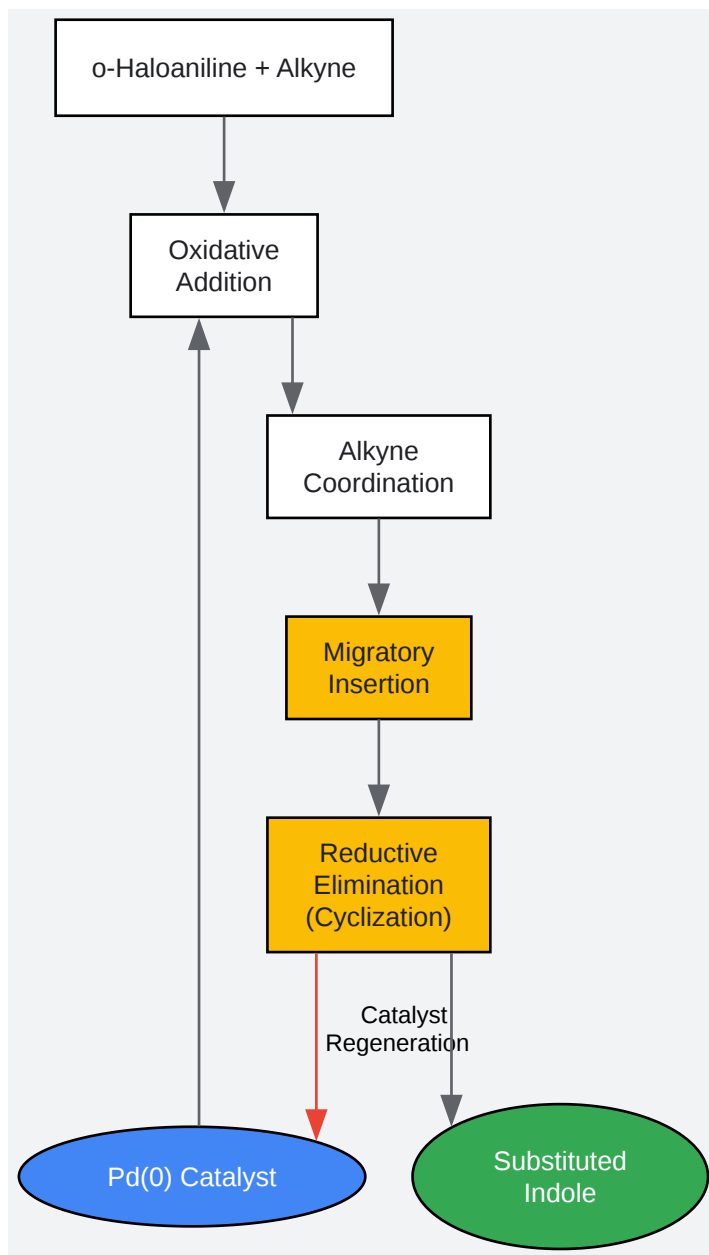 o-Haloaniline + Alkyne
Oxidative
Addition
Alkyne
Coordination
Migratory
Insertion
Reductive
Elimination
(Cyclization)
Catalyst
Regeneration
Pd(0) Catalyst
Substituted
Indole